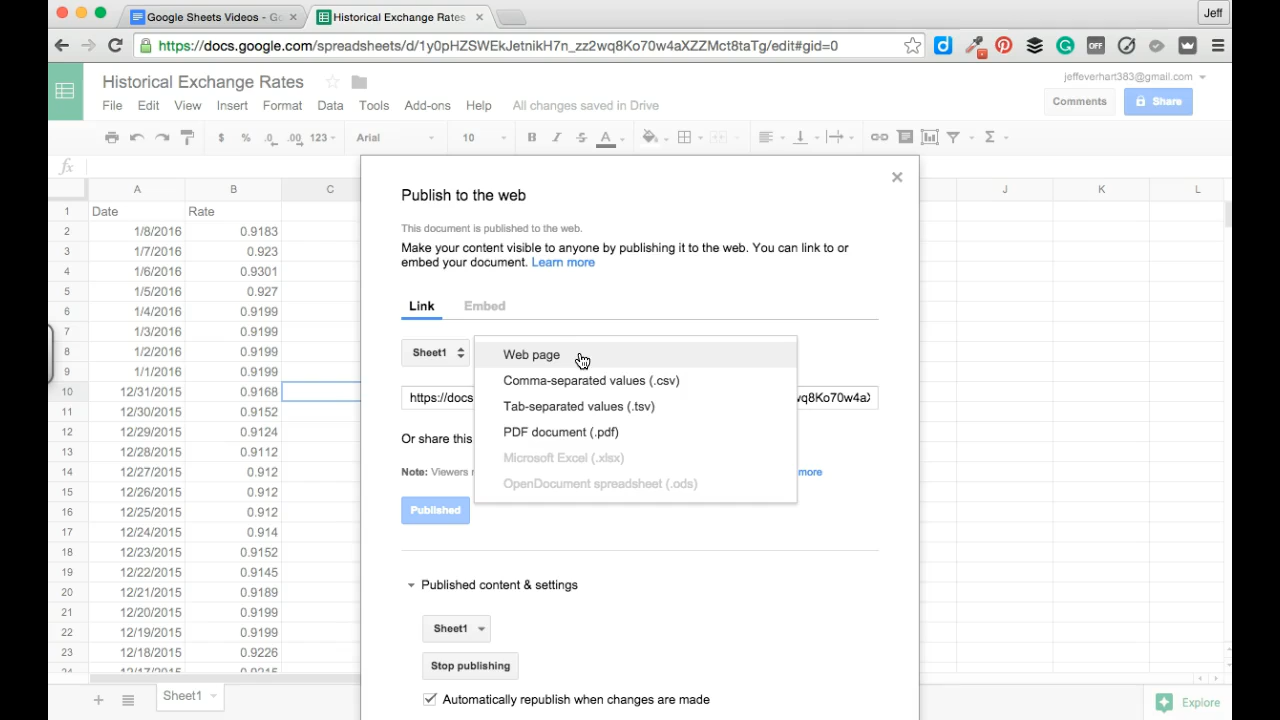 Google Sheets Videos - G
Historical Exchange Rates
Jeff
https://docs.google.com/spreadsheets/d/1y0pHZSWEkJetnikH7n_zz2wq8Ko70w4aXZZMct8taTg/edit#gid=0
OFF
Historical Exchange Rates
jeffeverhart383@gmail.com
File Edit View Insert Format Data Tools Add-ons Help All changes saved in Drive
Comments
Share
$ % .0 .00 123 Arial 10 B I S A
fx
A B C J K L
1 Date Rate
2 1/8/2016 0.9183
3 1/7/2016 0.923
4 1/6/2016 0.9301
5 1/5/2016 0.927
6 1/4/2016 0.9199
7 1/3/2016 0.9199
8 1/2/2016 0.9199
9 1/1/2016 0.9199
10 12/31/2015 0.9168
11 12/30/2015 0.9152
12 12/29/2015 0.9124
13 12/28/2015 0.9112
14 12/27/2015 0.912
15 12/26/2015 0.912
16 12/25/2015 0.912
17 12/24/2015 0.914
18 12/23/2015 0.9152
19 12/22/2015 0.9145
20 12/21/2015 0.9189
21 12/20/2015 0.9199
22 12/19/2015 0.9199
23 12/18/2015 0.9226
24 12/17/2015 0.9215
Publish to the web
This document is published to the web.
Make your content visible to anyone by publishing it to the web. You can link to or
embed your document. Learn more
Link Embed
Sheet1
Web page
Comma-separated values (.csv)
Tab-separated values (.tsv)
PDF document (.pdf)
Microsoft Excel (.xlsx)
OpenDocument spreadsheet (.ods)
https://docs
vq8Ko70w4a
Or share this
Note: Viewers
more
Published
Published content & settings
Sheet1
Stop publishing
Automatically republish when changes are made
Sheet1
Explore